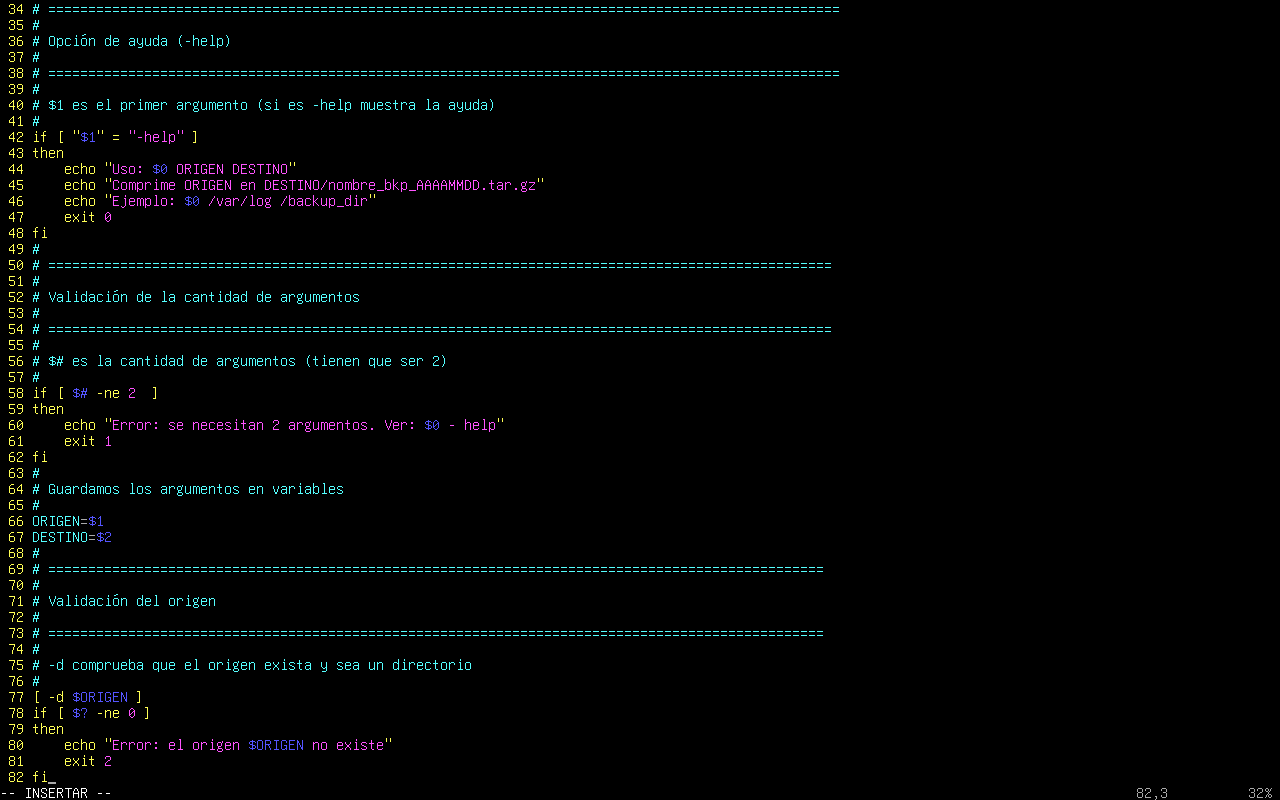 34 # ===================================================================================================
35 #
36 # Opción de ayuda (-help)
37 #
38 # ===================================================================================================
39 #
40 # $1 es el primer argumento (si es -help muestra la ayuda)
41 #
42 if [ "$1" = "-help" ]
43 then
44     echo "Uso: $0 ORIGEN DESTINO"
45     echo "Comprime ORIGEN en DESTINO/nombre_bkp_AAAAMMDD.tar.gz"
46     echo "Ejemplo: $0 /var/log /backup_dir"
47     exit 0
48 fi
49 #
50 # ==================================================================================================
51 #
52 # Validación de la cantidad de argumentos
53 #
54 # ==================================================================================================
55 #
56 # $# es la cantidad de argumentos (tienen que ser 2)
57 #
58 if [ $# -ne 2  ]
59 then
60     echo "Error: se necesitan 2 argumentos. Ver: $0 - help"
61     exit 1
62 fi
63 #
64 # Guardamos los argumentos en variables
65 #
66 ORIGEN=$1
67 DESTINO=$2
68 #
69 # =================================================================================================
70 #
71 # Validación del origen
72 #
73 # =================================================================================================
74 #
75 # -d comprueba que el origen exista y sea un directorio
76 #
77 [ -d $ORIGEN ]
78 if [ $? -ne 0 ]
79 then
80     echo "Error: el origen $ORIGEN no existe"
81     exit 2
82 fi_
-- INSERTAR -- 82,3 32%